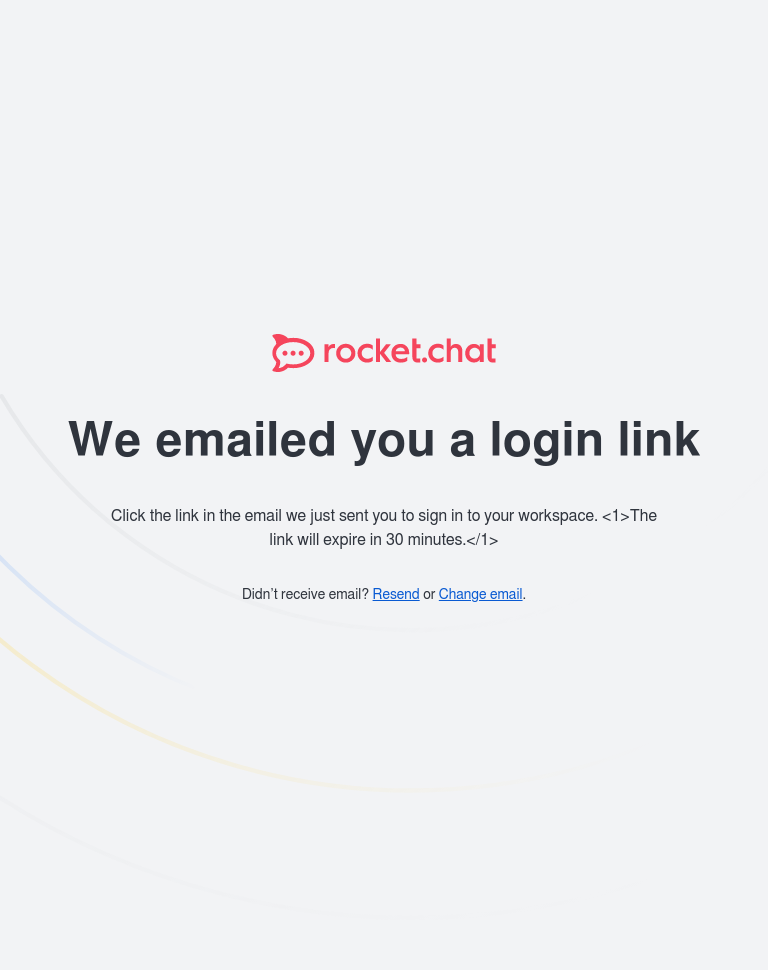 rocket.chat
We emailed you a login link
Click the link in the email we just sent you to sign in to your workspace. <1>The
link will expire in 30 minutes.</1>
Didn’t receive email? Resend or Change email.